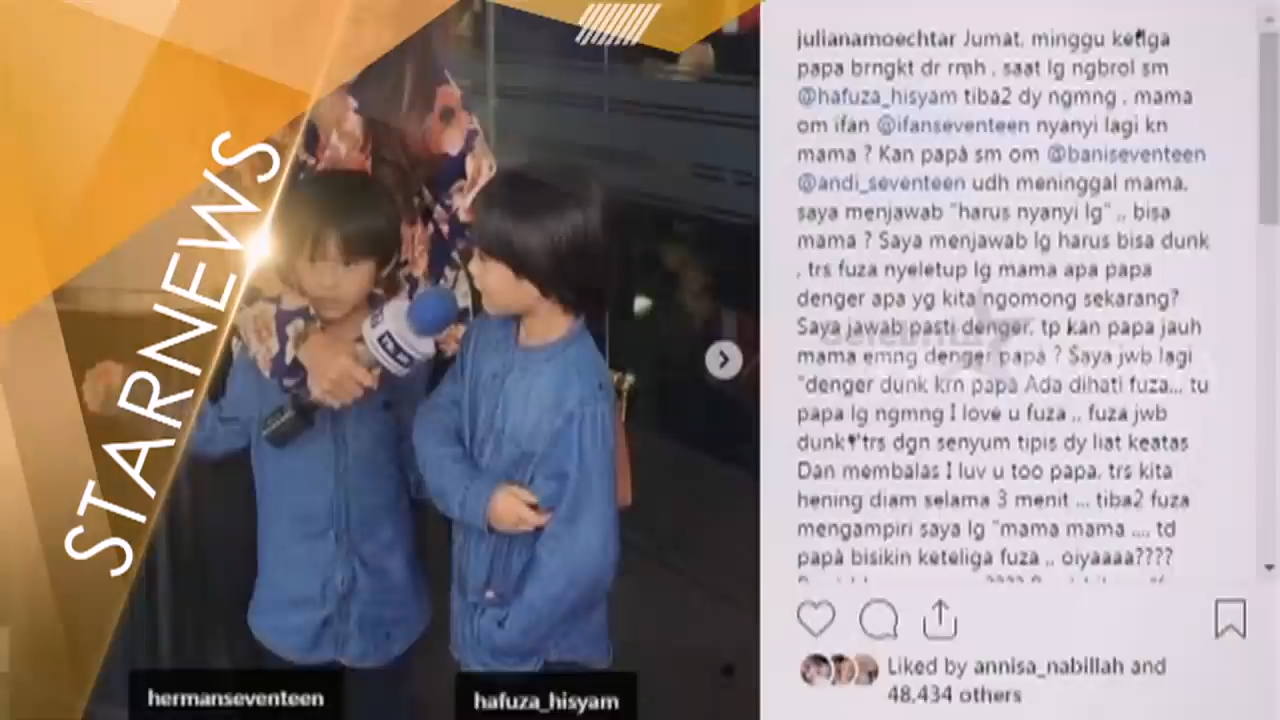 STARNEWS
hermanseventeen
hafuza_hisyam
julianamoechtar Jumat, minggu ketiga
papa brngkt dr rmh , saat lg ngbrol sm
@hafuza_hisyam tiba2 dy ngmng , mama
om ifan @ifanseventeen nyanyi lagi kn
mama ? Kan papà sm om @baniseventeen
@andi_seventeen udh meninggal mama,
saya menjawab "harus nyanyi lg" .. bisa
mama ? Saya menjawab lg harus bisa dunk
, trs fuza nyeletup lg mama apa papa
denger apa yg kita ngomong sekarang?
Saya jawab pasti denger, tp kan papa jauh
mama emng denger papà ? Saya jwb lagi
"denger dunk krn papà Ada dihati fuza... tu
papa lg ngmng I love u fuza .. fuza jwb
dunk trs dgn senyum tipis dy liat keatas
Dan membalas I luv u too papa, trs kita
hening diam selama 3 menit ... tiba2 fuza
mengampiri saya lg "mama mama .... td
papà bisikin keteliga fuza .. oiyaaaa????
Liked by annisa_nabillah and
48,434 others